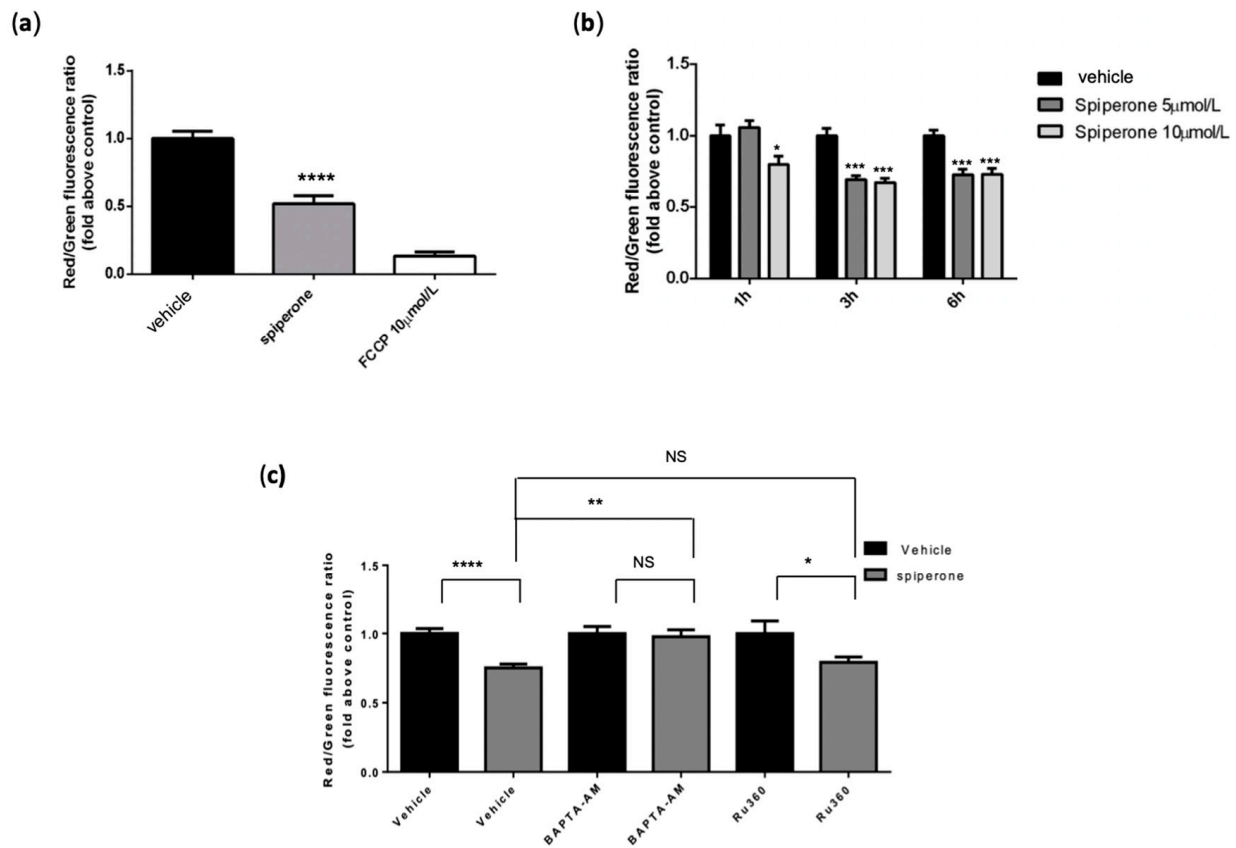 (a)
Red/Green fluorescence ratio
(fold above control)
1.5
1.0
0.5
0.0
****
vehicle
spiperone
FCCP 10μmol/L
(b)
Red/Green fluorescence ratio
(fold above control)
1.5
1.0
0.5
0.0
*
*** ***
*** ***
1h
3h
6h
vehicle
Spiperone 5μmol/L
Spiperone 10μmol/L
(c)
NS
**
****
NS
*
Vehicle
spiperone
Red/Green fluorescence ratio
(fold above control)
1.5
1.0
0.5
0.0
Vehicle
Vehicle
BAPTA-AM
BAPTA-AM
Ru360
Ru360